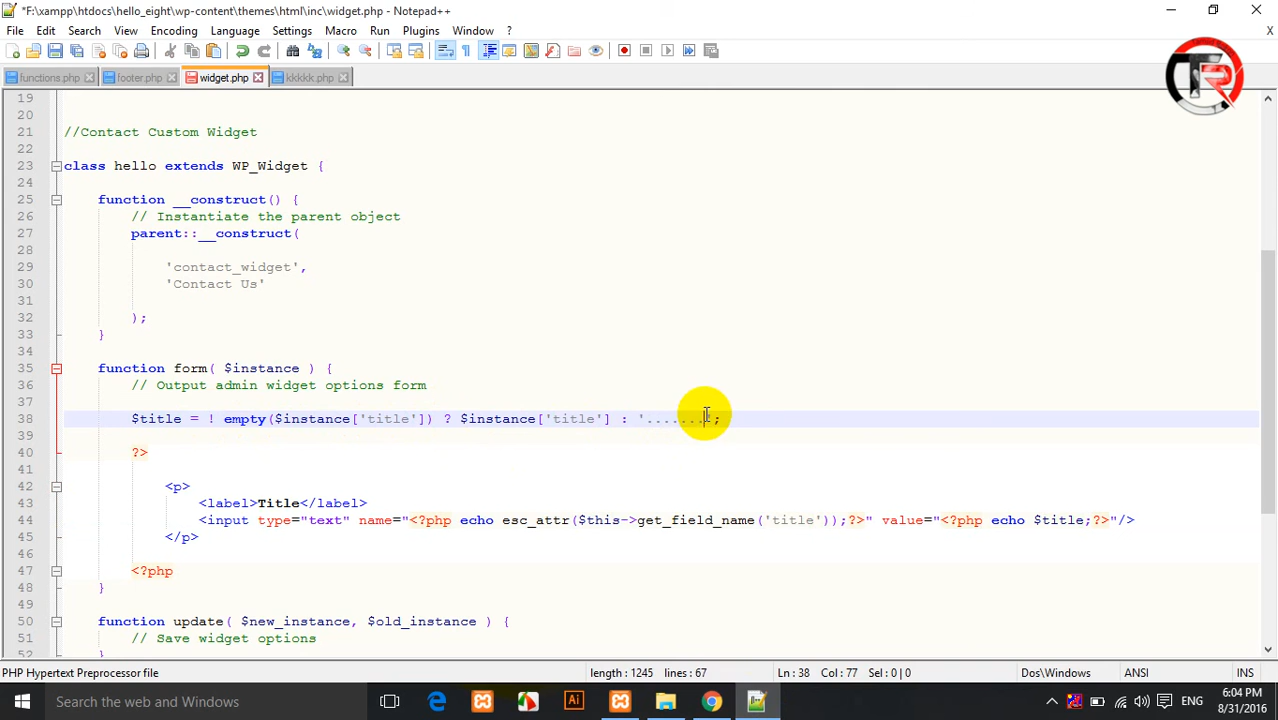 *F:\xampp\htdocs\hello_eight\wp-content\themes\html\inc\widget.php - Notepad++
File Edit Search View Encoding Language Settings Macro Run Plugins Window ? X
functions.php footer.php widget.php kkkkk.php
TR
19
20
21 //Contact Custom Widget
22
23 class hello extends WP_Widget {
24
25 function __construct() {
26 // Instantiate the parent object
27 parent::__construct(
28
29 'contact_widget',
30 'Contact Us'
31
32 );
33 }
34
35 function form( $instance ) {
36 // Output admin widget options form
37
38 $title = ! empty($instance['title']) ? $instance['title'] : '.......';
39
40 ?>
41
42 <p>
43 <label>Title</label>
44 <input type="text" name="<?php echo esc_attr($this->get_field_name('title'));?>" value="<?php echo $title;?>"/>
45 </p>
46
47 <?php
48 }
49
50 function update( $new_instance, $old_instance ) {
51 // Save widget options
52 }
PHP Hypertext Preprocessor file length : 1245 lines : 67 Ln : 38 Col : 77 Sel : 0 | 0 Dos\Windows ANSI INS
Search the web and Windows ENG 6:04 PM
8/31/2016